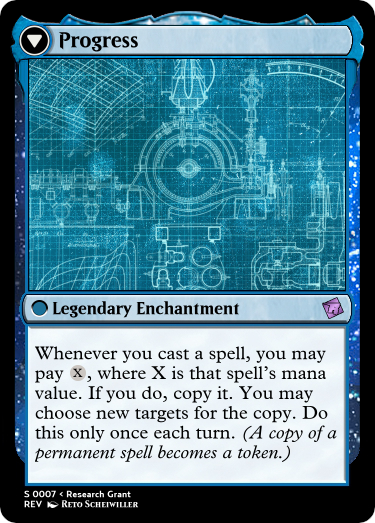 Progress
Legendary Enchantment
Whenever you cast a spell, you may
pay X, where X is that spell's mana
value. If you do, copy it. You may
choose new targets for the copy. Do
this only once each turn. (A copy of a
permanent spell becomes a token.)
S 0007 < Research Grant
REV Reto Scheiwiller